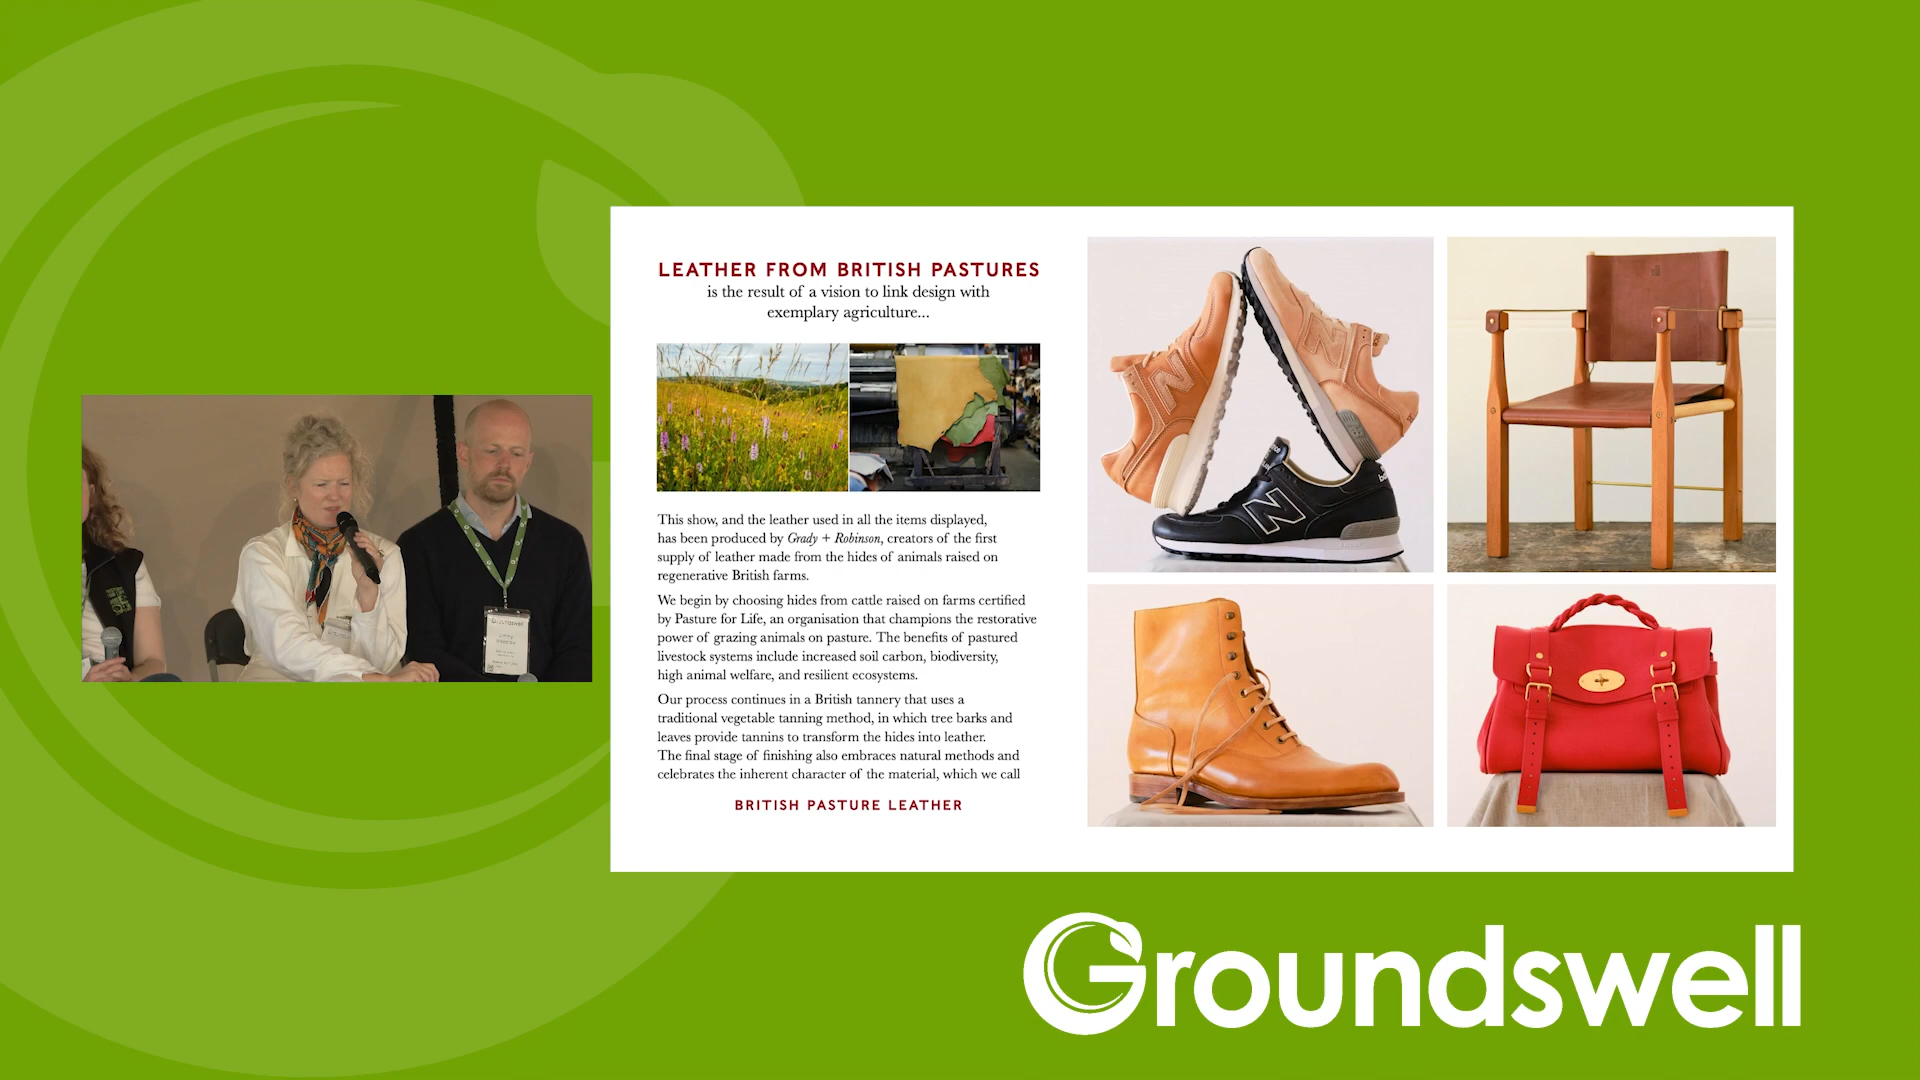 LEATHER FROM BRITISH PASTURES
is the result of a vision to link design with
exemplary agriculture...
This show, and the leather used in all the items displayed,
has been produced by Grady + Robinson, creators of the first
supply of leather made from the hides of animals raised on
regenerative British farms.
We begin by choosing hides from cattle raised on farms certified
by Pasture for Life, an organisation that champions the restorative
power of grazing animals on pasture. The benefits of pastured
livestock systems include increased soil carbon, biodiversity,
high animal welfare, and resilient ecosystems.
Our process continues in a British tannery that uses a
traditional vegetable tanning method, in which tree barks and
leaves provide tannins to transform the hides into leather.
The final stage of finishing also embraces natural methods and
celebrates the inherent character of the material, which we call
BRITISH PASTURE LEATHER
Groundswell
Groundswell